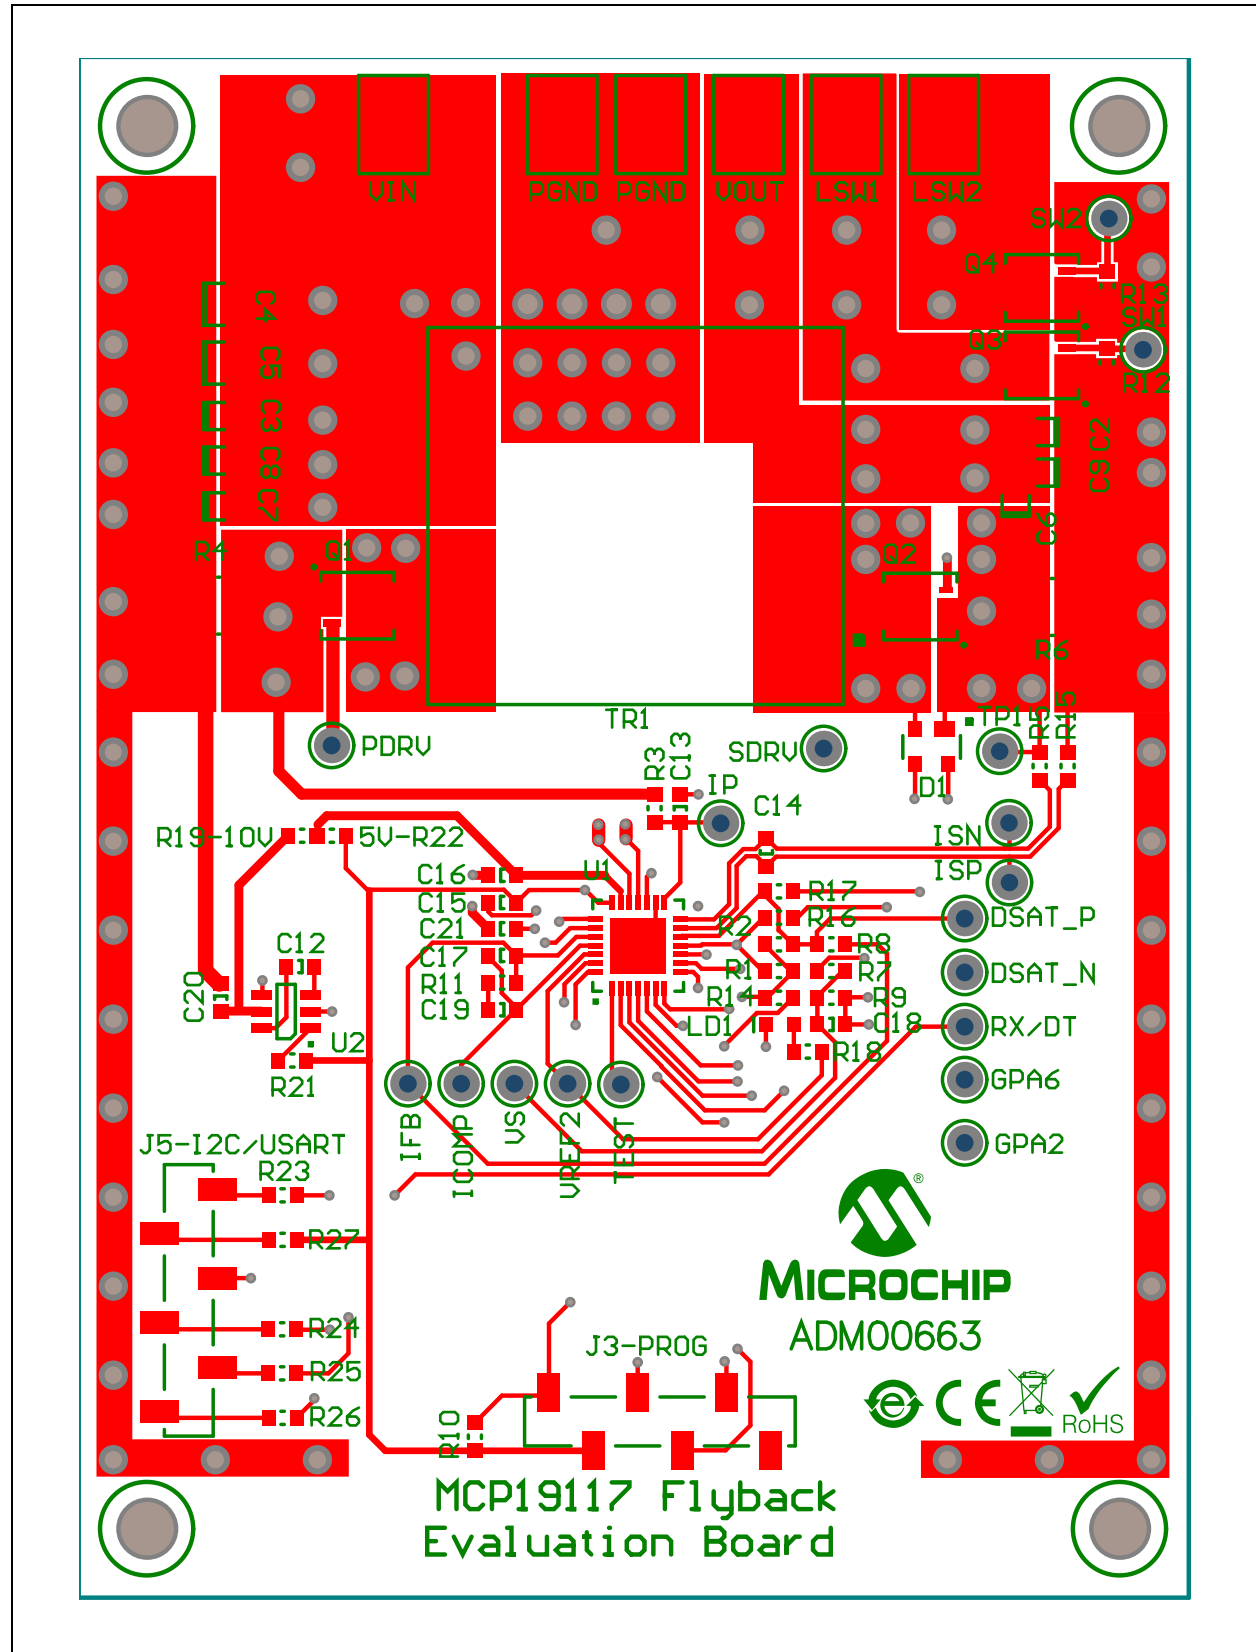 VIN PGND PGND VOUT LSW1 LSW2
SW2
Q4
C4
R13
SW1
Q3
C5
R12
C3
C2
C8
C9
C7
C6
R4
Q1
Q2
R6
TR1
TP1
R5
R15
PDRV
SDRV
R3
C13
IP
D1
C14
R19-10V
5V-R22
ISN
C16
U1
ISP
C15
R17
C21
R2
R16
DSAT_P
C12
C17
R8
C20
R11
R1
R7
DSAT_N
C19
R14
R9
LD1
C18
RX/DT
U2
R18
R21
GPA6
IFB
ICOMP
VS
VREF2
TEST
J5-I2C/USART
GPA2
R23
®
R27
MICROCHIP
R24
J3-PROG
ADM00663
R25
R26
R10
e
CE
RoHS
MCP19117 Flyback
Evaluation Board